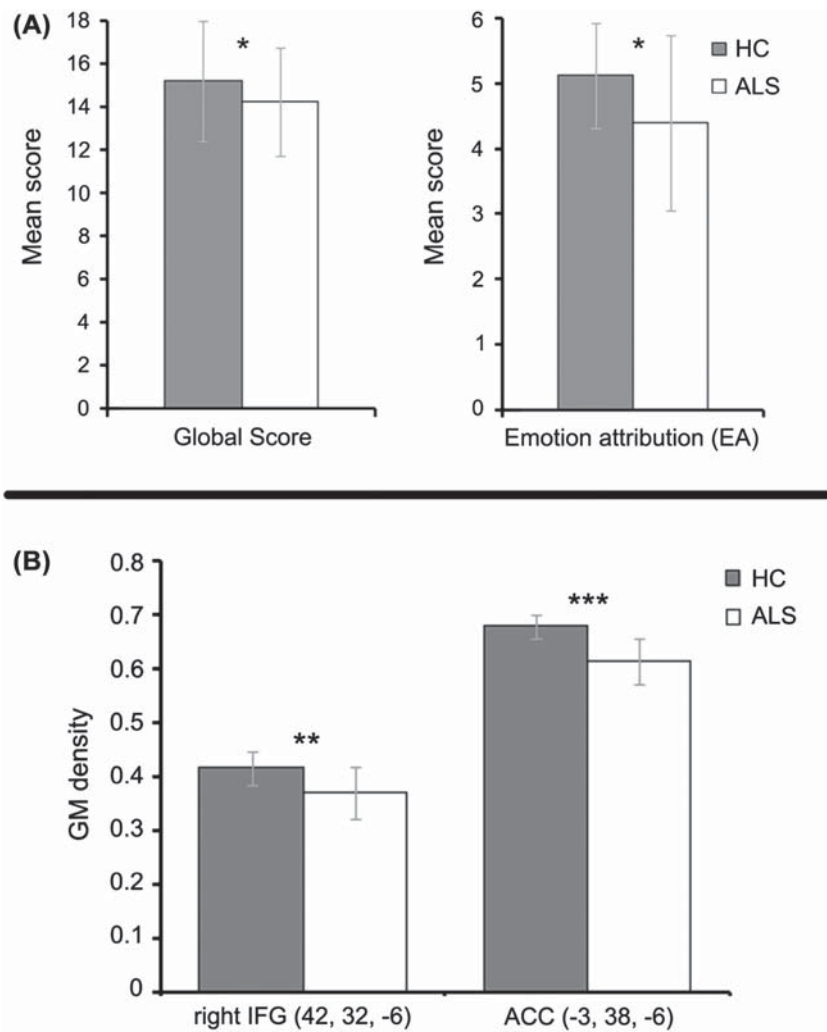 (A)
18
16
14
16
10
8
6
4
2
0
Mean score
*
Global Score
6
5
4
3
2
1
0
Mean score
*
HC
ALS
Emotion attribution (EA)
(B)
0.8
0.7
0.6
0.5
0.4
0.3
0.2
0.1
0
GM density
**
***
HC
ALS
right IFG (42, 32, -6)
ACC (-3, 38, -6)